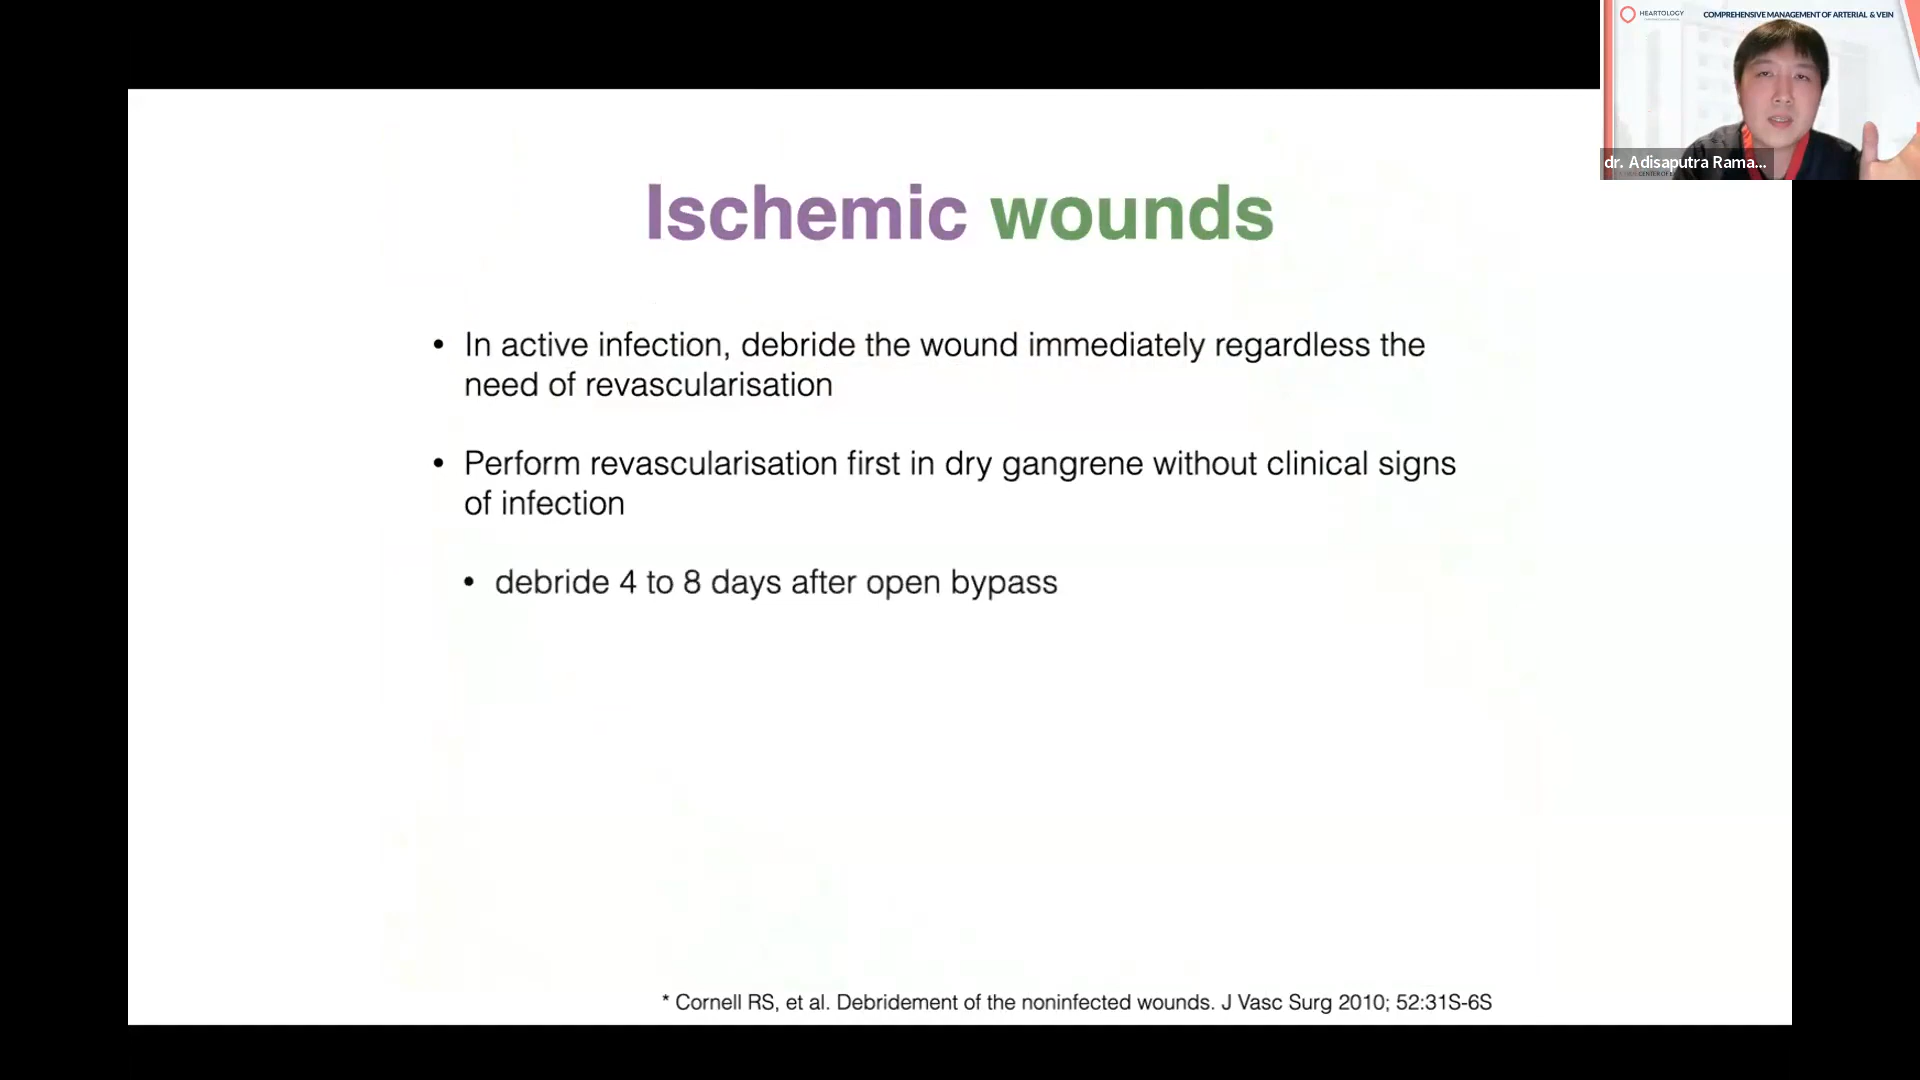 HEARTOLOGY
COMPREHENSIVE MANAGEMENT OF ARTERIAL & VEIN
dr. Adisaputra Rama...
Ischemic wounds
• In active infection, debride the wound immediately regardless the
need of revascularisation
• Perform revascularisation first in dry gangrene without clinical signs
of infection
• debride 4 to 8 days after open bypass
* Cornell RS, et al. Debridement of the noninfected wounds. J Vasc Surg 2010; 52:31S-6S